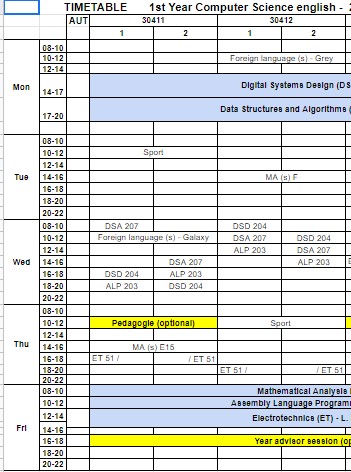 TIMETABLE 1st Year Computer Science english -
AUT 30411 30412
1 2 1 2
Mon
08-10
10-12 Foreign language (s) - Grey
12-14
14-17 Digital Systems Design (DS
17-20 Data Structures and Algorithms (
Tue
08-10
10-12 Sport
12-14
14-16 MA (s) F
16-18
18-20
20-22
Wed
08-10 DSA 207 DSD 204
10-12 Foreign language (s) - Galaxy DSA 207 DSD 204
12-14 ALP 203 DSA 207
14-16 DSA 207 ALP 203
16-18 DSD 204 ALP 203
18-20 ALP 203 DSD 204
20-22
Thu
08-10
10-12 Pedagogie (optional) Sport
12-14
14-16 MA (s) E15
16-18 ET 51 / / ET 51
18-20 ET 51 / / ET 51
20-22
Fri
08-10 Mathematical Analysis
10-12 Assembly Language Program
12-14 Electrotechnics (ET) - L.
14-16
16-18 Year advisor session (op
18-20
20-22